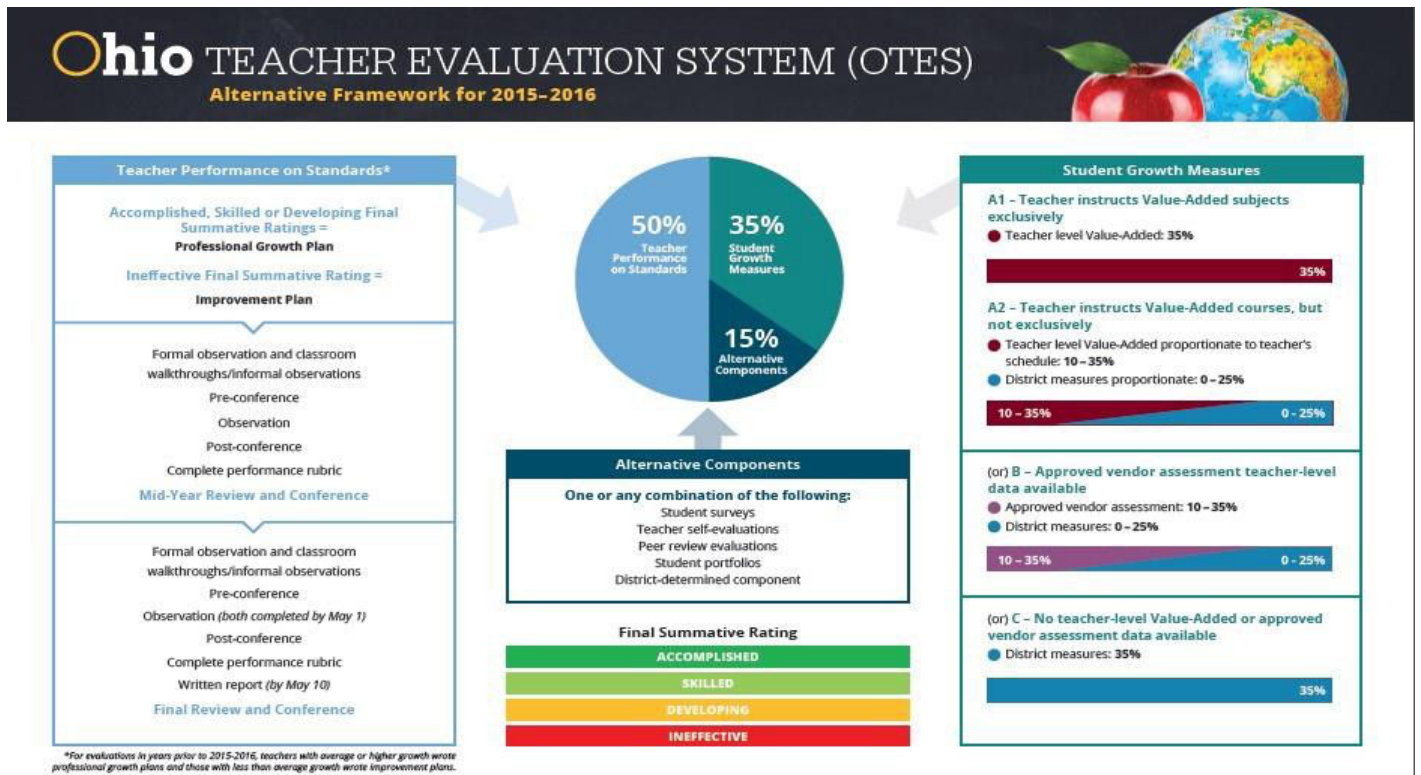 Ohio TEACHER EVALUATION SYSTEM (OTES)
Alternative Framework for 2015–2016
Teacher Performance on Standards*
Accomplished, Skilled or Developing Final
Summative Ratings =
Professional Growth Plan
Ineffective Final Summative Rating =
Improvement Plan
Formal observation and classroom
walkthroughs/informal observations
Pre-conference
Observation
Post-conference
Complete performance rubric
Mid-Year Review and Conference
Formal observation and classroom
walkthroughs/informal observations
Pre-conference
Observation (both completed by May 1)
Post-conference
Complete performance rubric
Written report (by May 10)
Final Review and Conference
*For evaluations in years prior to 2015-2016, teachers with average or higher growth wrote
professional growth plans and those with less than average growth wrote improvement plans.
50%
Teacher
Performance
on Standards
35%
Student
Growth
Measures
15%
Alternative
Components
Alternative Components
One or any combination of the following:
Student surveys
Teacher self-evaluations
Peer review evaluations
Student portfolios
District-determined component
Final Summative Rating
ACCOMPLISHED
SKILLED
DEVELOPING
INEFFECTIVE
Student Growth Measures
A1 – Teacher instructs Value-Added subjects
exclusively
Teacher level Value-Added: 35%
35%
A2 – Teacher instructs Value-Added courses, but
not exclusively
Teacher level Value-Added proportionate to teacher's
schedule: 10 – 35%
District measures proportionate: 0 – 25%
10 – 35%
0 - 25%
(or) B – Approved vendor assessment teacher-level
data available
Approved vendor assessment: 10 – 35%
District measures: 0 – 25%
10 – 35%
0 - 25%
(or) C – No teacher-level Value-Added or approved
vendor assessment data available
District measures: 35%
35%